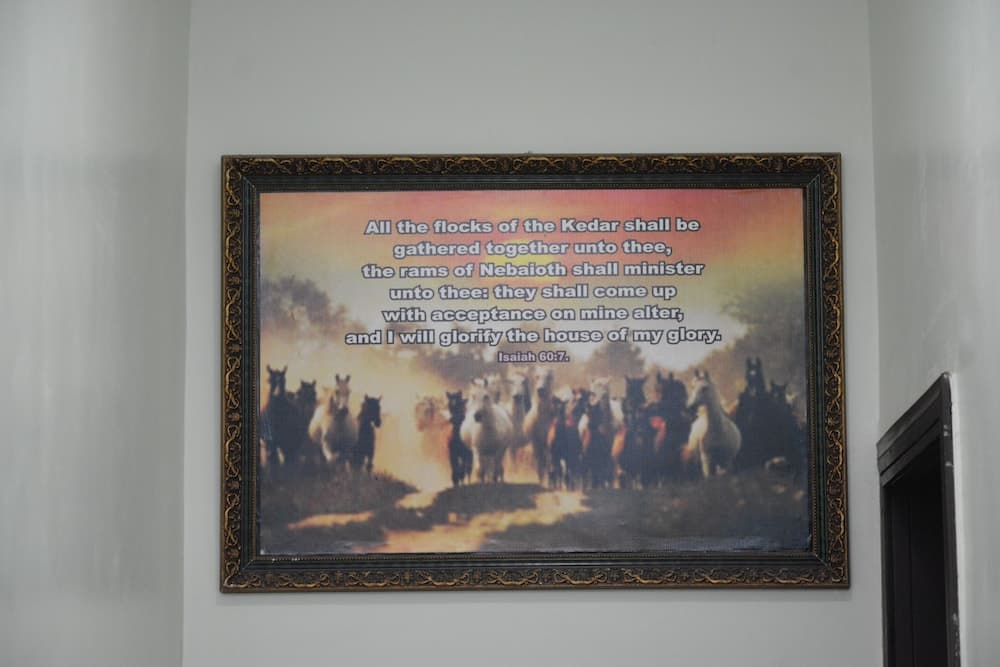 All the flocks of the Kedar shall be
gathered together unto thee,
the rams of Nebaioth shall minister
unto thee: they shall come up
with acceptance on mine alter,
and I will glorify the house of my glory.
Isaiah 60:7.